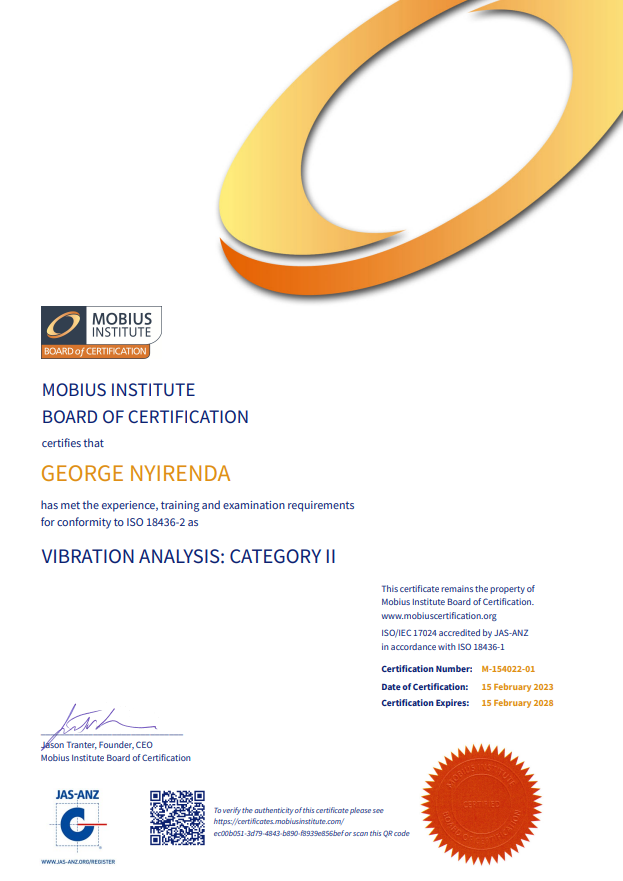 MOBIUS
INSTITUTE
BOARD of CERTIFICATION
MOBIUS INSTITUTE
BOARD OF CERTIFICATION
certifies that
GEORGE NYIRENDA
has met the experience, training and examination requirements
for conformity to ISO 18436-2 as
VIBRATION ANALYSIS: CATEGORY II
This certificate remains the property of
Mobius Institute Board of Certification.
www.mobiuscertification.org
ISO/IEC 17024 accredited by JAS-ANZ
in accordance with ISO 18436-1
Certification Number: M-154022-01
Date of Certification: 15 February 2023
Certification Expires: 15 February 2028
Jason Tranter, Founder, CEO
Mobius Institute Board of Certification
JAS-ANZ
C
WWW.JAS-ANZ.ORG/REGISTER
To verify the authenticity of this certificate please see
https://certificates.mobiusinstitute.com/
ec00b051-3d79-4843-b890-f8939e856bef or scan this QR code
MOBIUS INSTITUTE
CERTIFIED